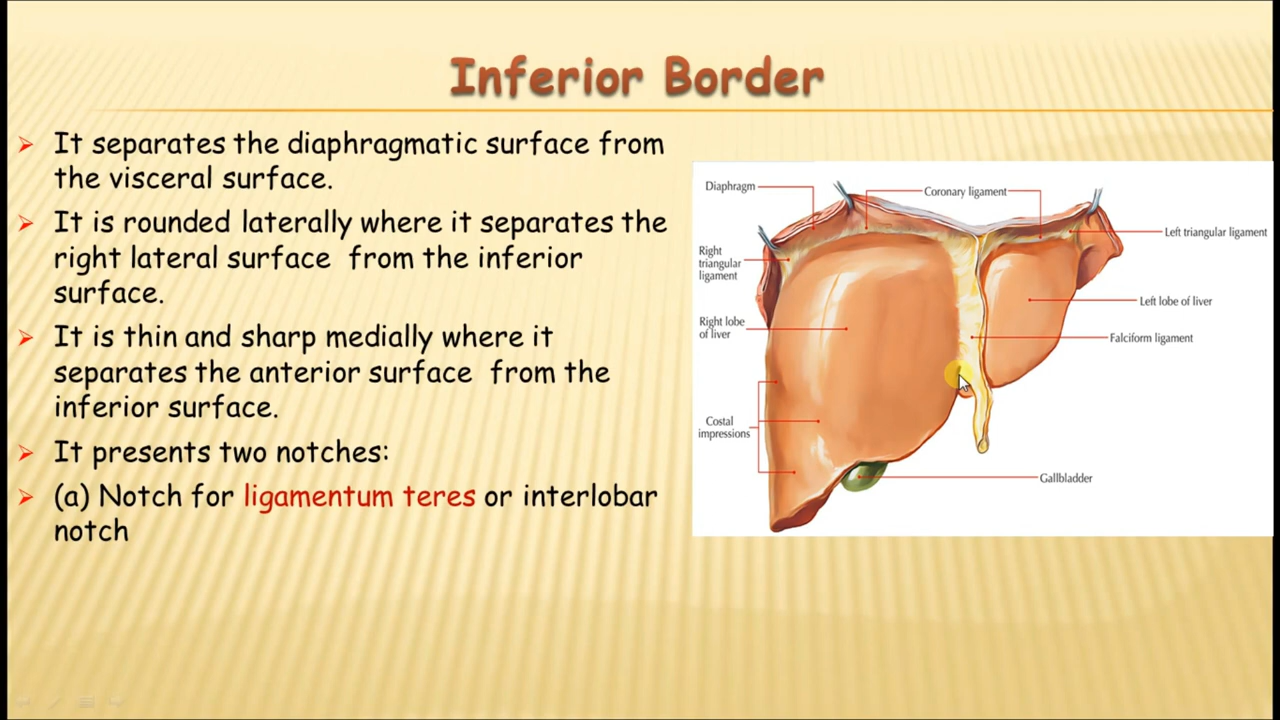 Inferior Border
It separates the diaphragmatic surface from
the visceral surface.
It is rounded laterally where it separates the
right lateral surface from the inferior
surface.
It is thin and sharp medially where it
separates the anterior surface from the
inferior surface.
It presents two notches:
(a) Notch for ligamentum teres or interlobar
notch
Diaphragm
Coronary ligament
Left triangular ligament
Right
triangular
ligament
Left lobe of liver
Right lobe
of liver
Falciform ligament
Costal
impressions
Gallbladder